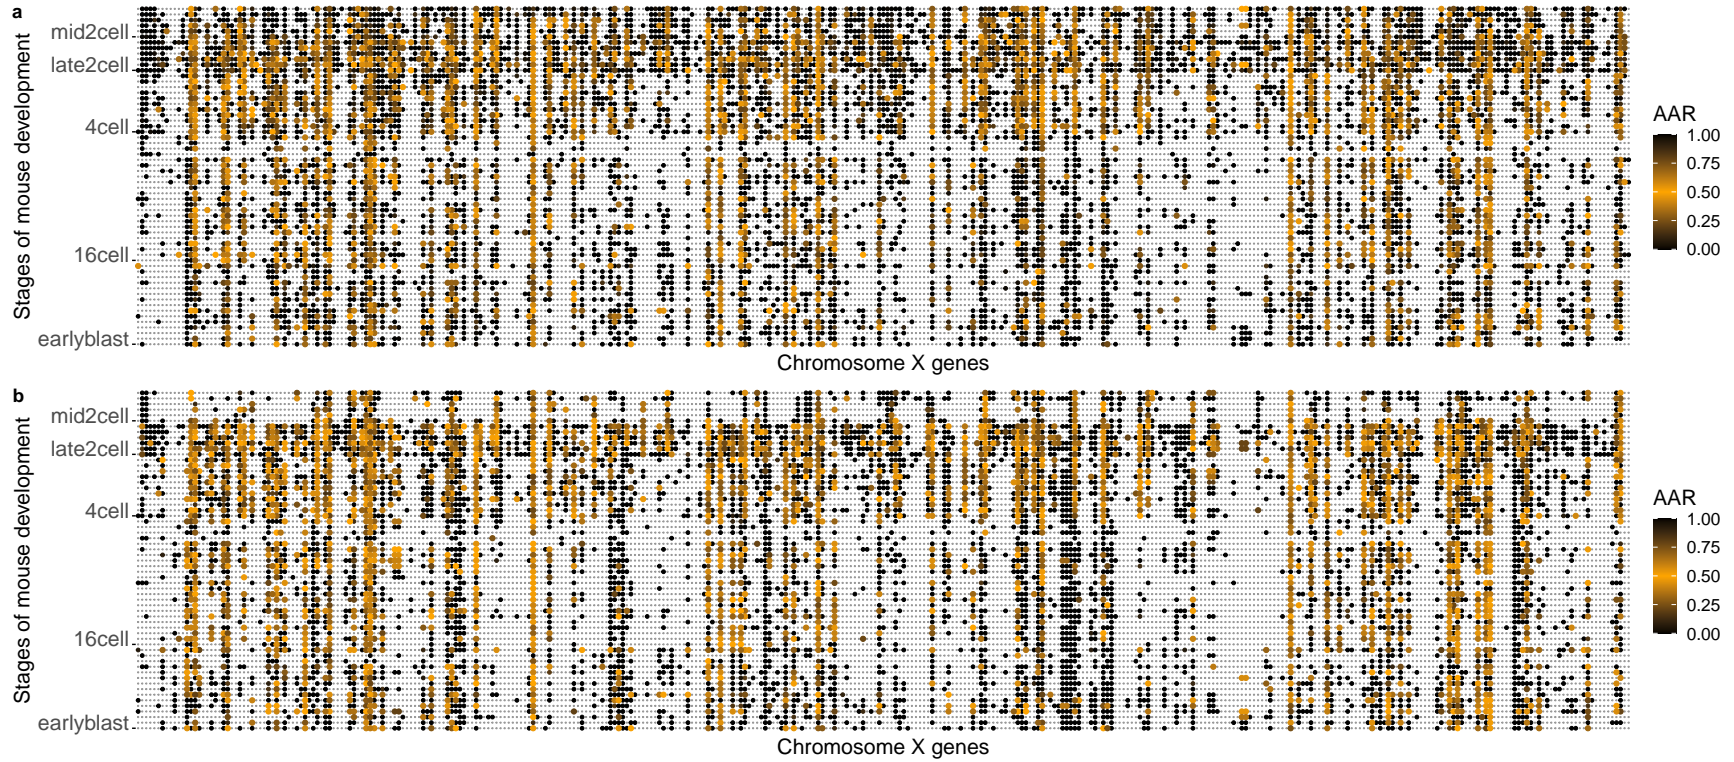 a
Stages of mouse development
mid2cell
late2cell
4cell
16cell
earlyblast
Chromosome X genes
AAR
1.00
0.75
0.50
0.25
0.00
b
Stages of mouse development
mid2cell
late2cell
4cell
16cell
earlyblast
Chromosome X genes
AAR
1.00
0.75
0.50
0.25
0.00